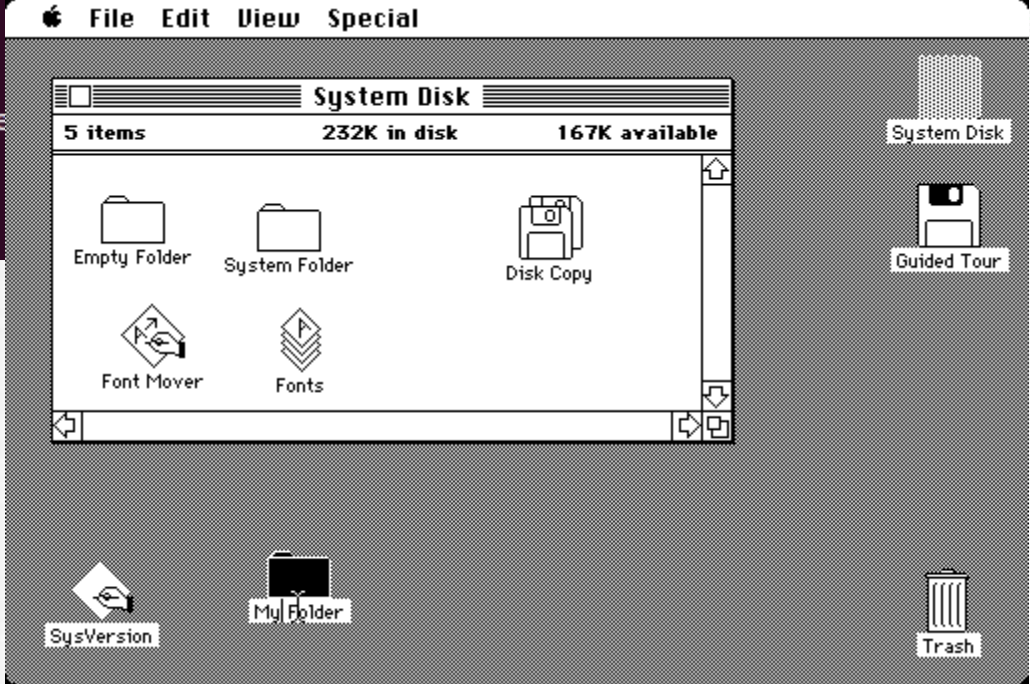 File Edit View Special
System Disk
5 items 232K in disk 167K available
Empty Folder
System Folder
Disk Copy
Font Mover
Fonts
System Disk
Guided Tour
SysVersion
My Folder
Trash